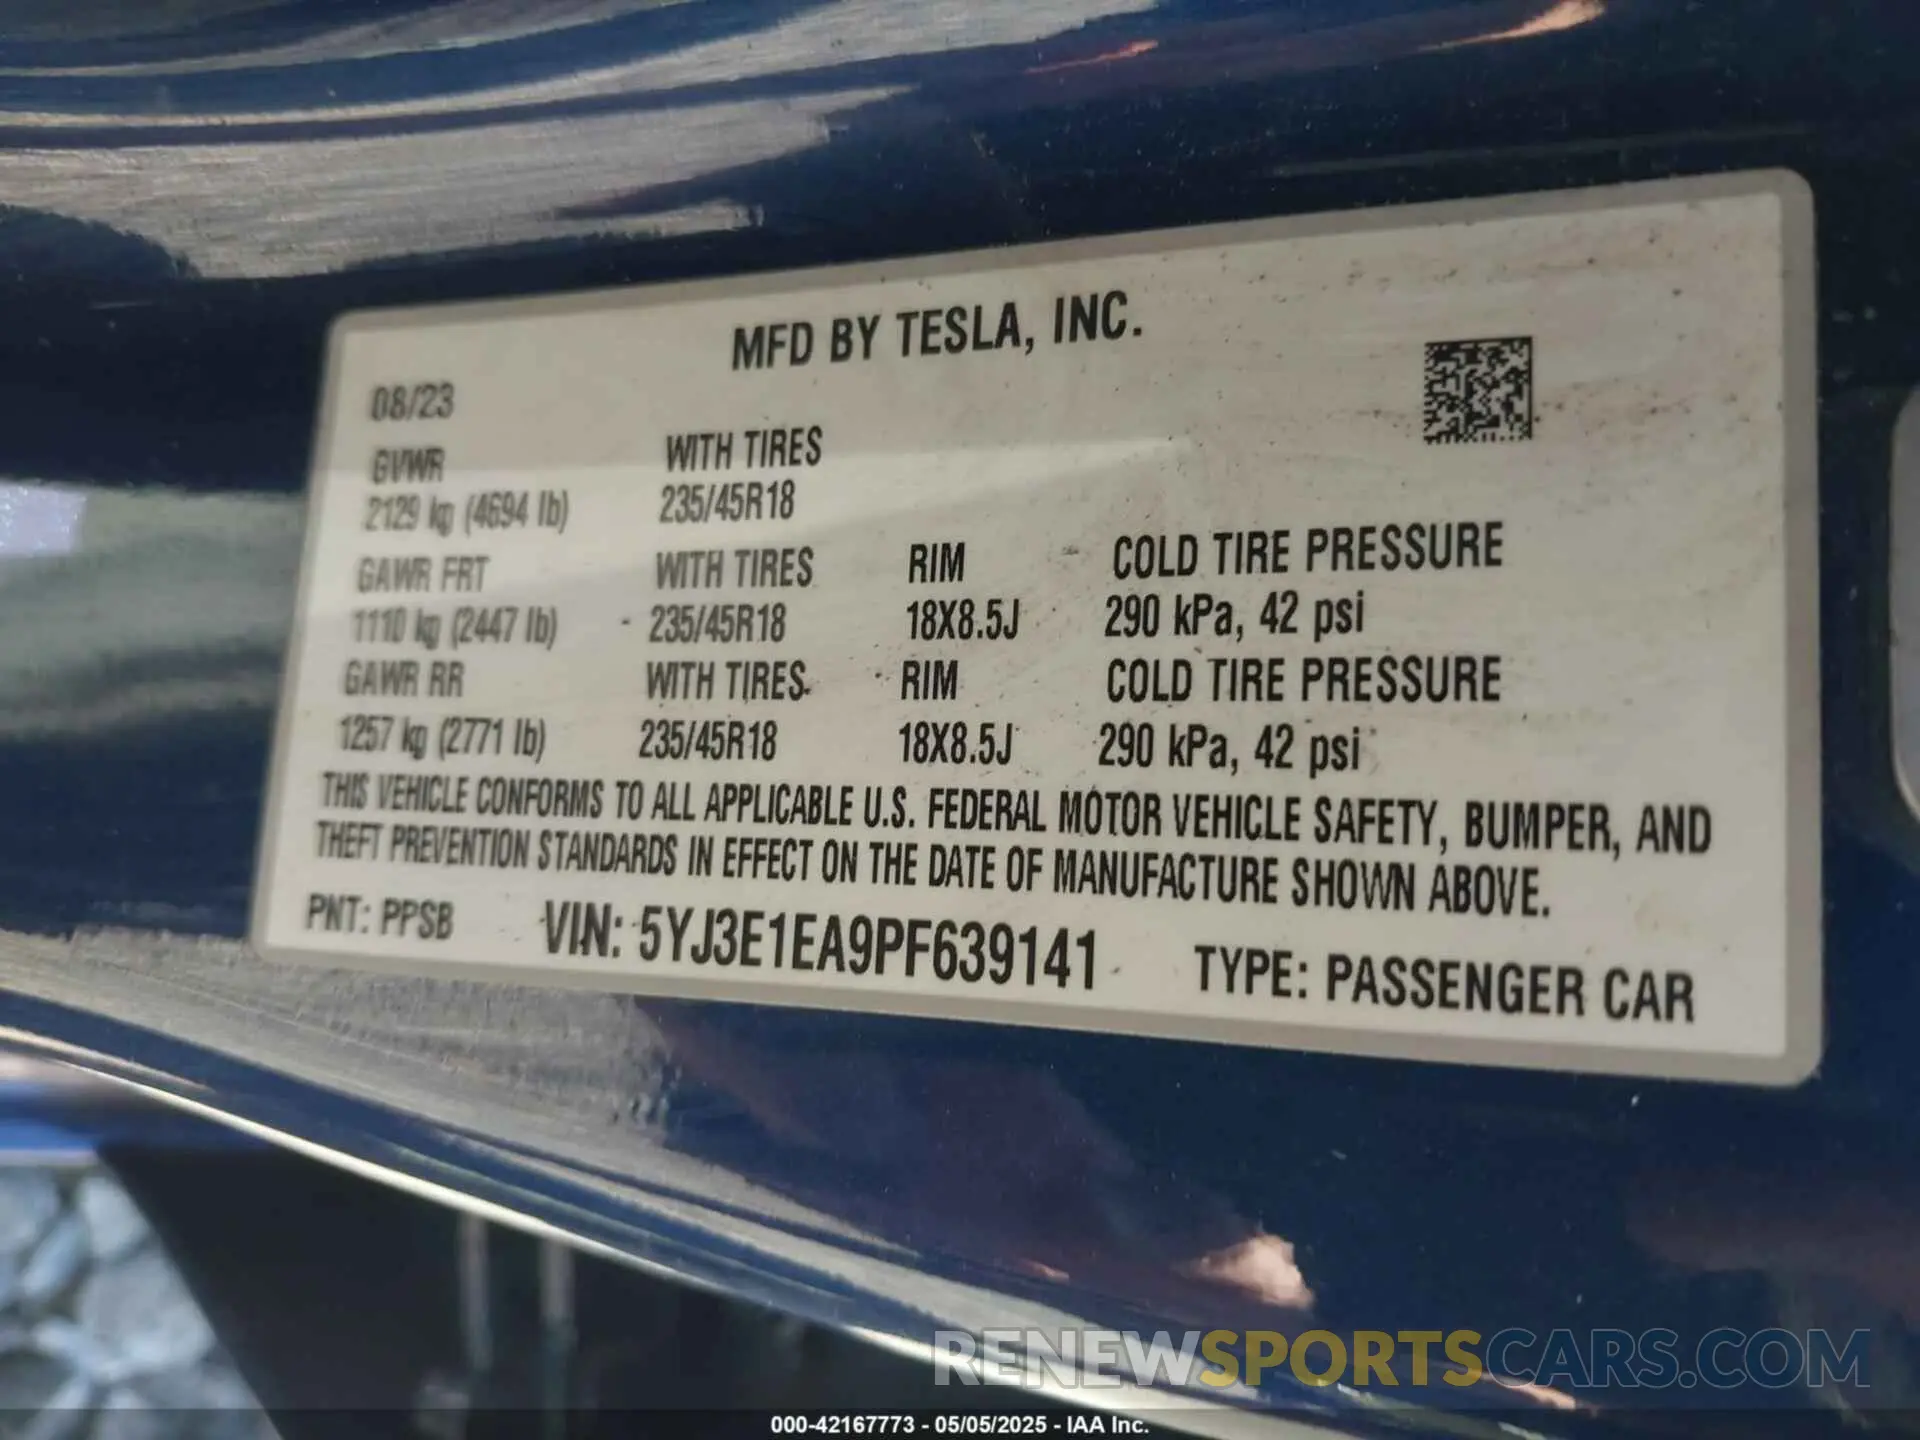 MFD BY TESLA, INC.
08/23
GVWR WITH TIRES
2129 kg (4694 lb) 235/45R18
GAWR FRT WITH TIRES RIM COLD TIRE PRESSURE
1110 kg (2447 lb) 235/45R18 18X8.5J 290 kPa, 42 psi
GAWR RR WITH TIRES RIM COLD TIRE PRESSURE
1257 kg (2771 lb) 235/45R18 18X8.5J 290 kPa, 42 psi
THIS VEHICLE CONFORMS TO ALL APPLICABLE U.S. FEDERAL MOTOR VEHICLE SAFETY, BUMPER, AND
THEFT PREVENTION STANDARDS IN EFFECT ON THE DATE OF MANUFACTURE SHOWN ABOVE.
PNT: PPSB VIN: 5YJ3E1EA9PF639141 TYPE: PASSENGER CAR
RENEWSPORTSCARS.COM
000-42167773 - 05/05/2025 - IAA Inc.